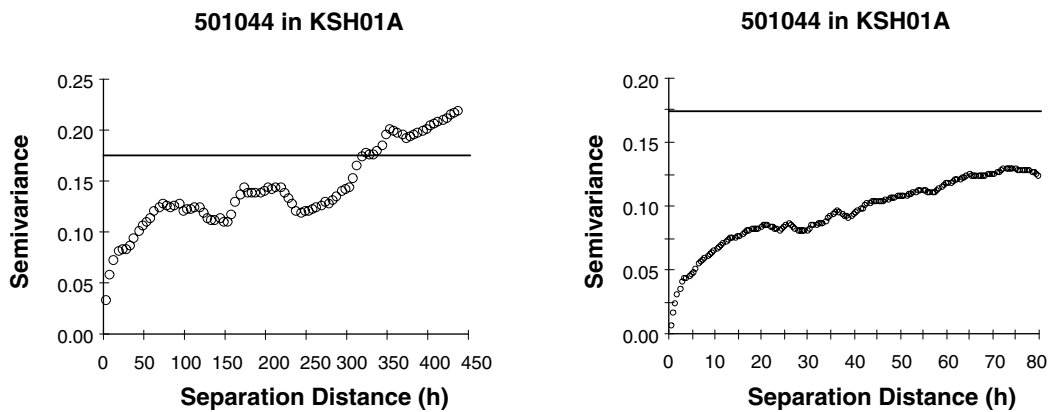 501044 in KSH01A
0.25
0.20
0.15
0.10
0.05
0.00
Semivariance
0 50 100 150 200 250 300 350 400 450
Separation Distance (h)
501044 in KSH01A
0.20
0.15
0.10
0.05
0.00
Semivariance
0 10 20 30 40 50 60 70 80
Separation Distance (h)